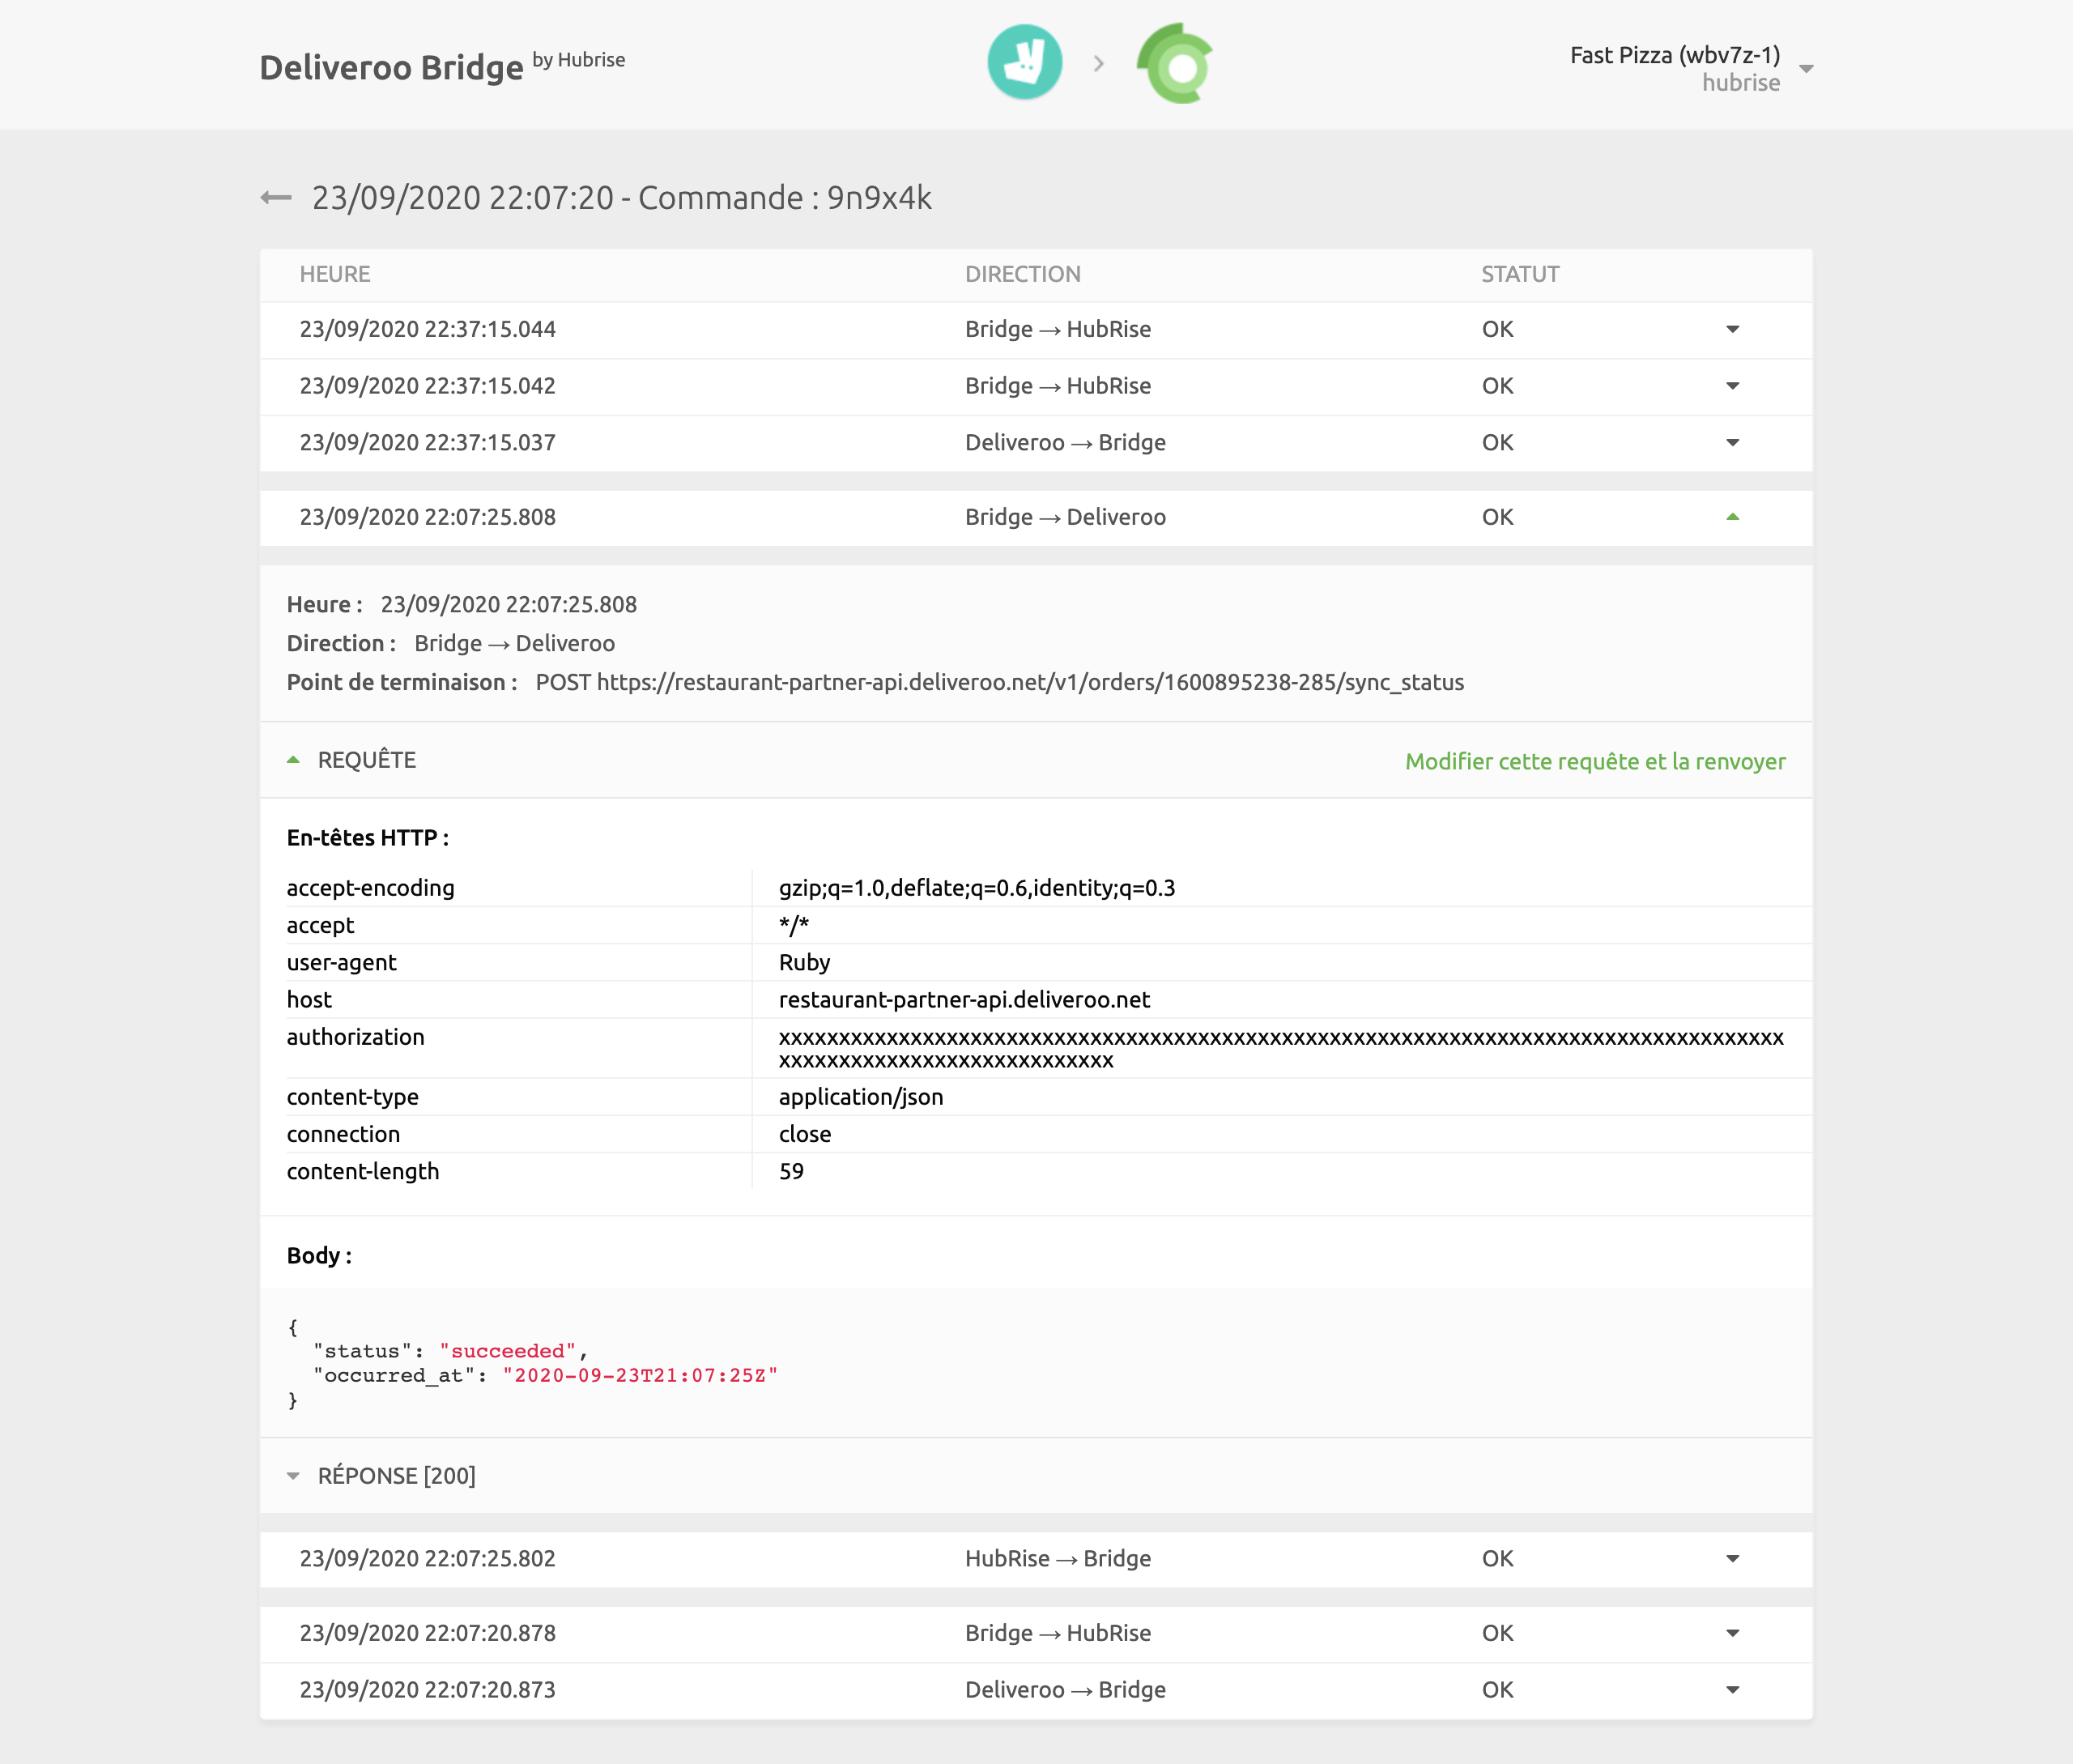 Deliveroo Bridge by Hubrise
Fast Pizza (wbv7z-1)
hubrise
23/09/2020 22:07:20 - Commande : 9n9x4k
HEURE DIRECTION STATUT
23/09/2020 22:37:15.044 Bridge → HubRise OK
23/09/2020 22:37:15.042 Bridge → HubRise OK
23/09/2020 22:37:15.037 Deliveroo → Bridge OK
23/09/2020 22:07:25.808 Bridge → Deliveroo OK
Heure : 23/09/2020 22:07:25.808
Direction : Bridge → Deliveroo
Point de terminaison : POST https://restaurant-partner-api.deliveroo.net/v1/orders/1600895238-285/sync_status
REQUÊTE Modifier cette requête et la renvoyer
En-têtes HTTP :
accept-encoding gzip;q=1.0,deflate;q=0.6,identity;q=0.3
accept */*
user-agent Ruby
host restaurant-partner-api.deliveroo.net
authorization xxxxxxxxxxxxxxxxxxxxxxxxxxxxxxxxxxxxxxxxxxxxxxxxxxxxxxxxxxxxxxxxxxxxxxxxxxxxxxxxxxxx
xxxxxxxxxxxxxxxxxxxxxxxxxxxx
content-type application/json
connection close
content-length 59
Body :
{
"status": "succeeded",
"occurred_at": "2020-09-23T21:07:25Z"
}
RÉPONSE [200]
23/09/2020 22:07:25.802 HubRise → Bridge OK
23/09/2020 22:07:20.878 Bridge → HubRise OK
23/09/2020 22:07:20.873 Deliveroo → Bridge OK